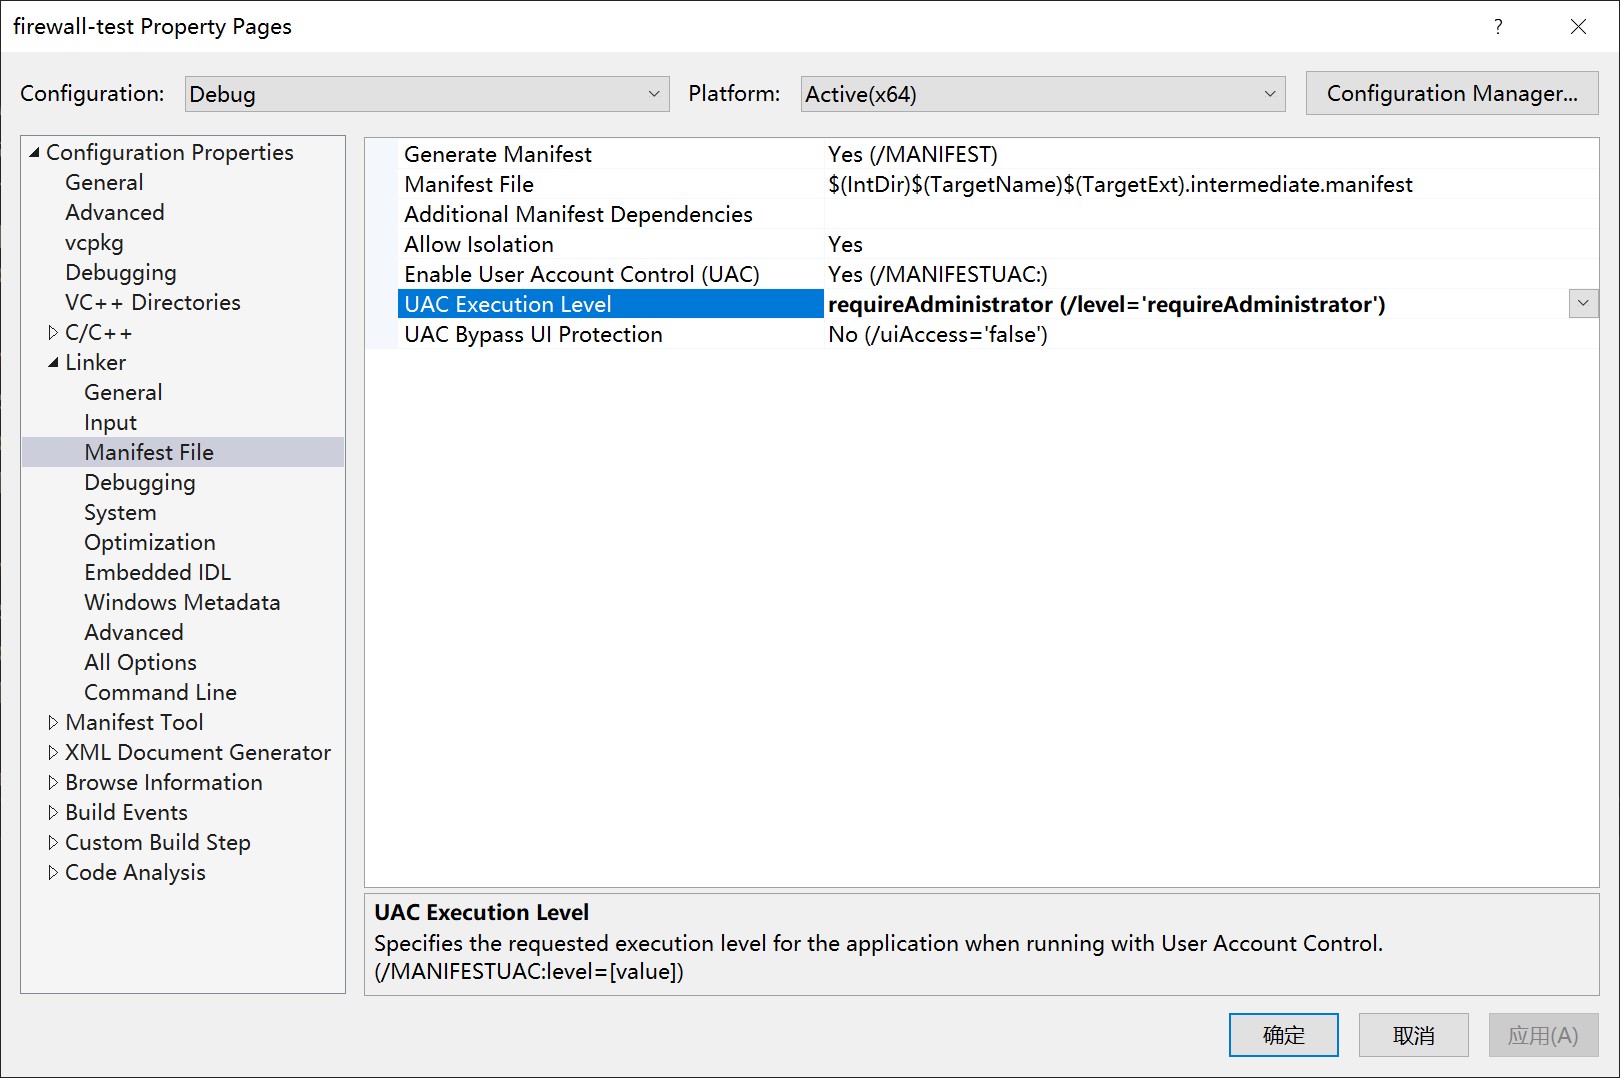 firewall-test Property Pages
?
Configuration: Debug Platform: Active(x64) Configuration Manager...
Configuration Properties
General
Advanced
vcpkg
Debugging
VC++ Directories
C/C++
Linker
General
Input
Manifest File
Debugging
System
Optimization
Embedded IDL
Windows Metadata
Advanced
All Options
Command Line
Manifest Tool
XML Document Generator
Browse Information
Build Events
Custom Build Step
Code Analysis
Generate Manifest Yes (/MANIFEST)
Manifest File $(IntDir)$(TargetName)$(TargetExt).intermediate.manifest
Additional Manifest Dependencies
Allow Isolation Yes
Enable User Account Control (UAC) Yes (/MANIFESTUAC:)
UAC Execution Level requireAdministrator (/level='requireAdministrator')
UAC Bypass UI Protection No (/uiAccess='false')
UAC Execution Level
Specifies the requested execution level for the application when running with User Account Control.
(/MANIFESTUAC:level=[value])
确定 取消 应用(A)